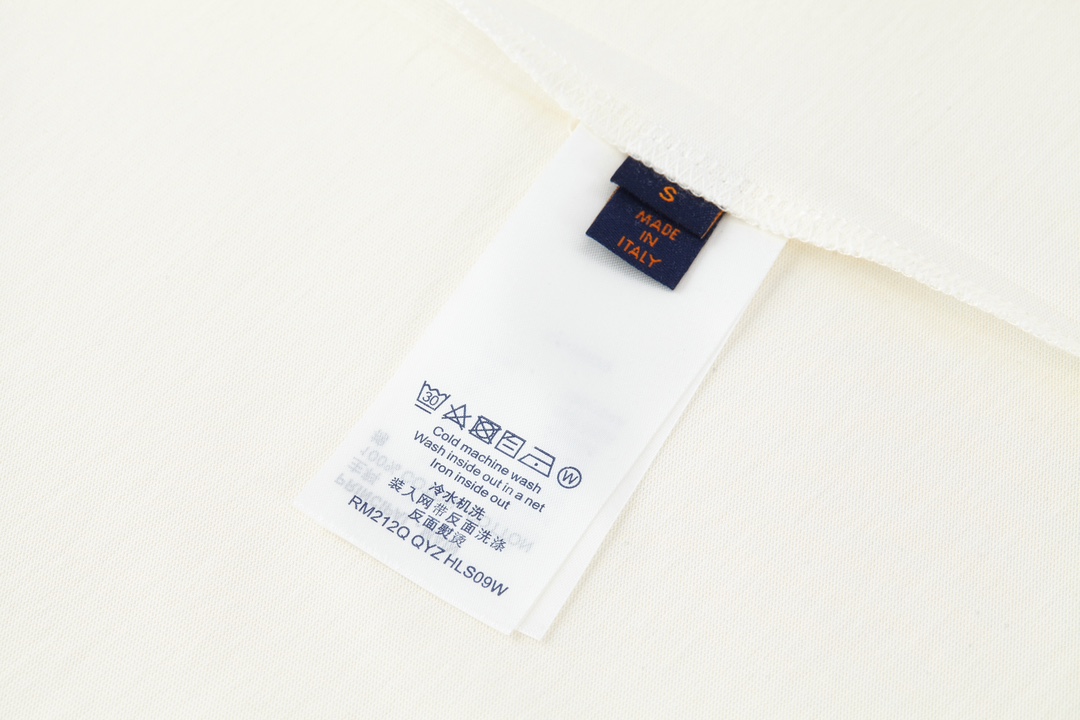 S
MADE
IN
ITALY
30
W
Cold machine wash
Wash inside out in a net
Iron inside out
冷水机洗
装入网带反面洗涤
反面熨烫
RM212Q QYZ HLS09W